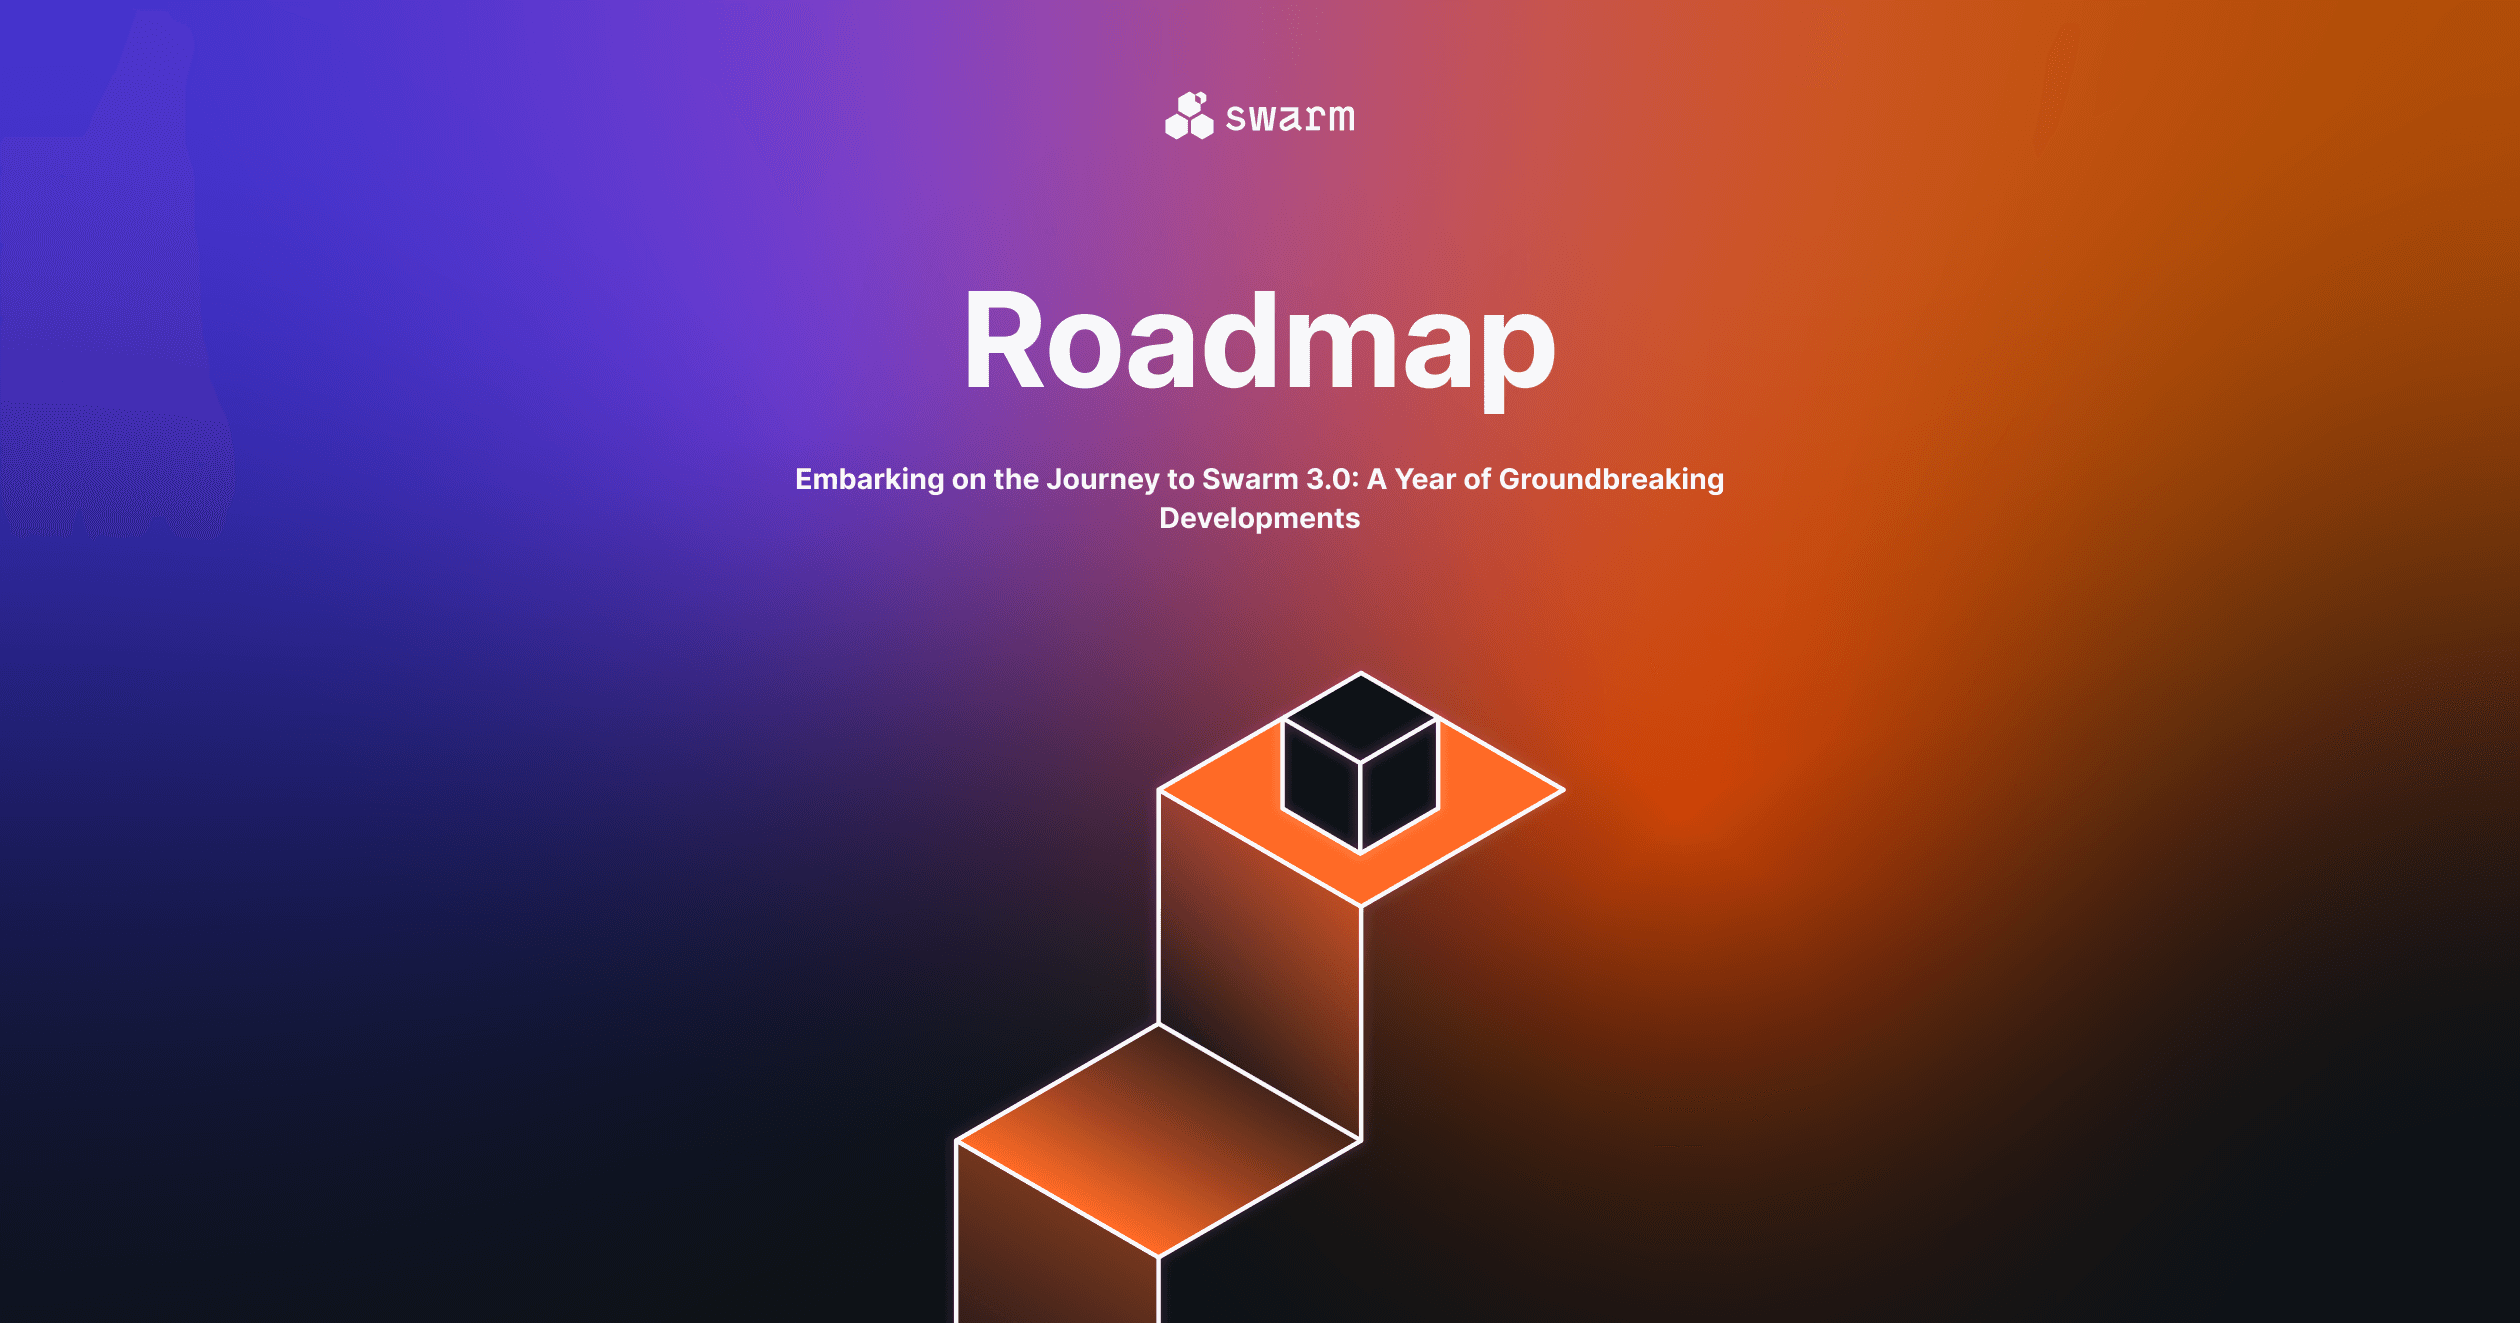 swarm
Roadmap
Embarking on the Journey to Swarm 3.0: A Year of Groundbreaking
Developments